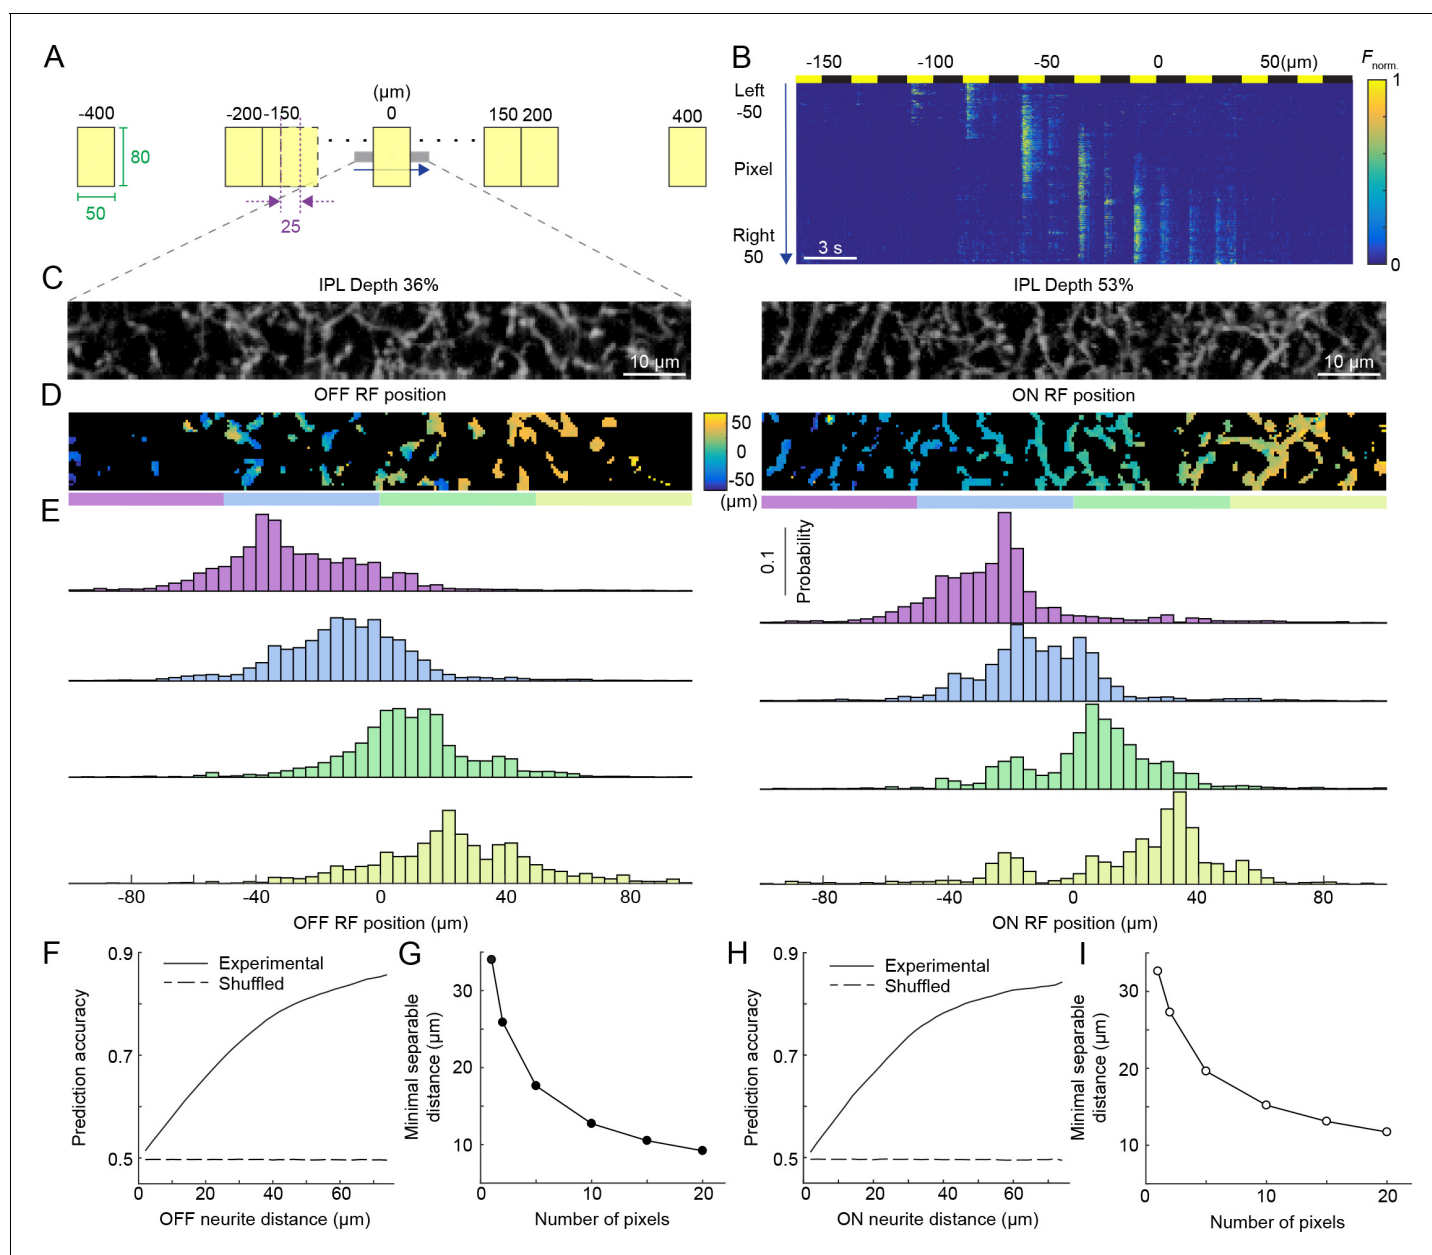 A
(μm)
-400
-200
-150
0
150
200
400
80
50
25
B
-150
-100
-50
0
50(μm)
Fnorm.
1
0
Left
-50
Pixel
Right
50
3 s
C
IPL Depth 36%
IPL Depth 53%
10 μm
10 μm
D
OFF RF position
ON RF position
50
0
-50
(μm)
E
0.1
Probability
-80
-40
0
40
80
OFF RF position (μm)
-80
-40
0
40
80
ON RF position (μm)
F
Prediction accuracy
0.9
0.7
0.5
Experimental
Shuffled
0
20
40
60
OFF neurite distance (μm)
G
Minimal separable
distance (μm)
30
20
10
0
10
20
Number of pixels
H
Prediction accuracy
0.9
0.7
0.5
Experimental
Shuffled
0
20
40
60
ON neurite distance (μm)
I
Minimal separable
distance (μm)
30
20
10
0
10
20
Number of pixels